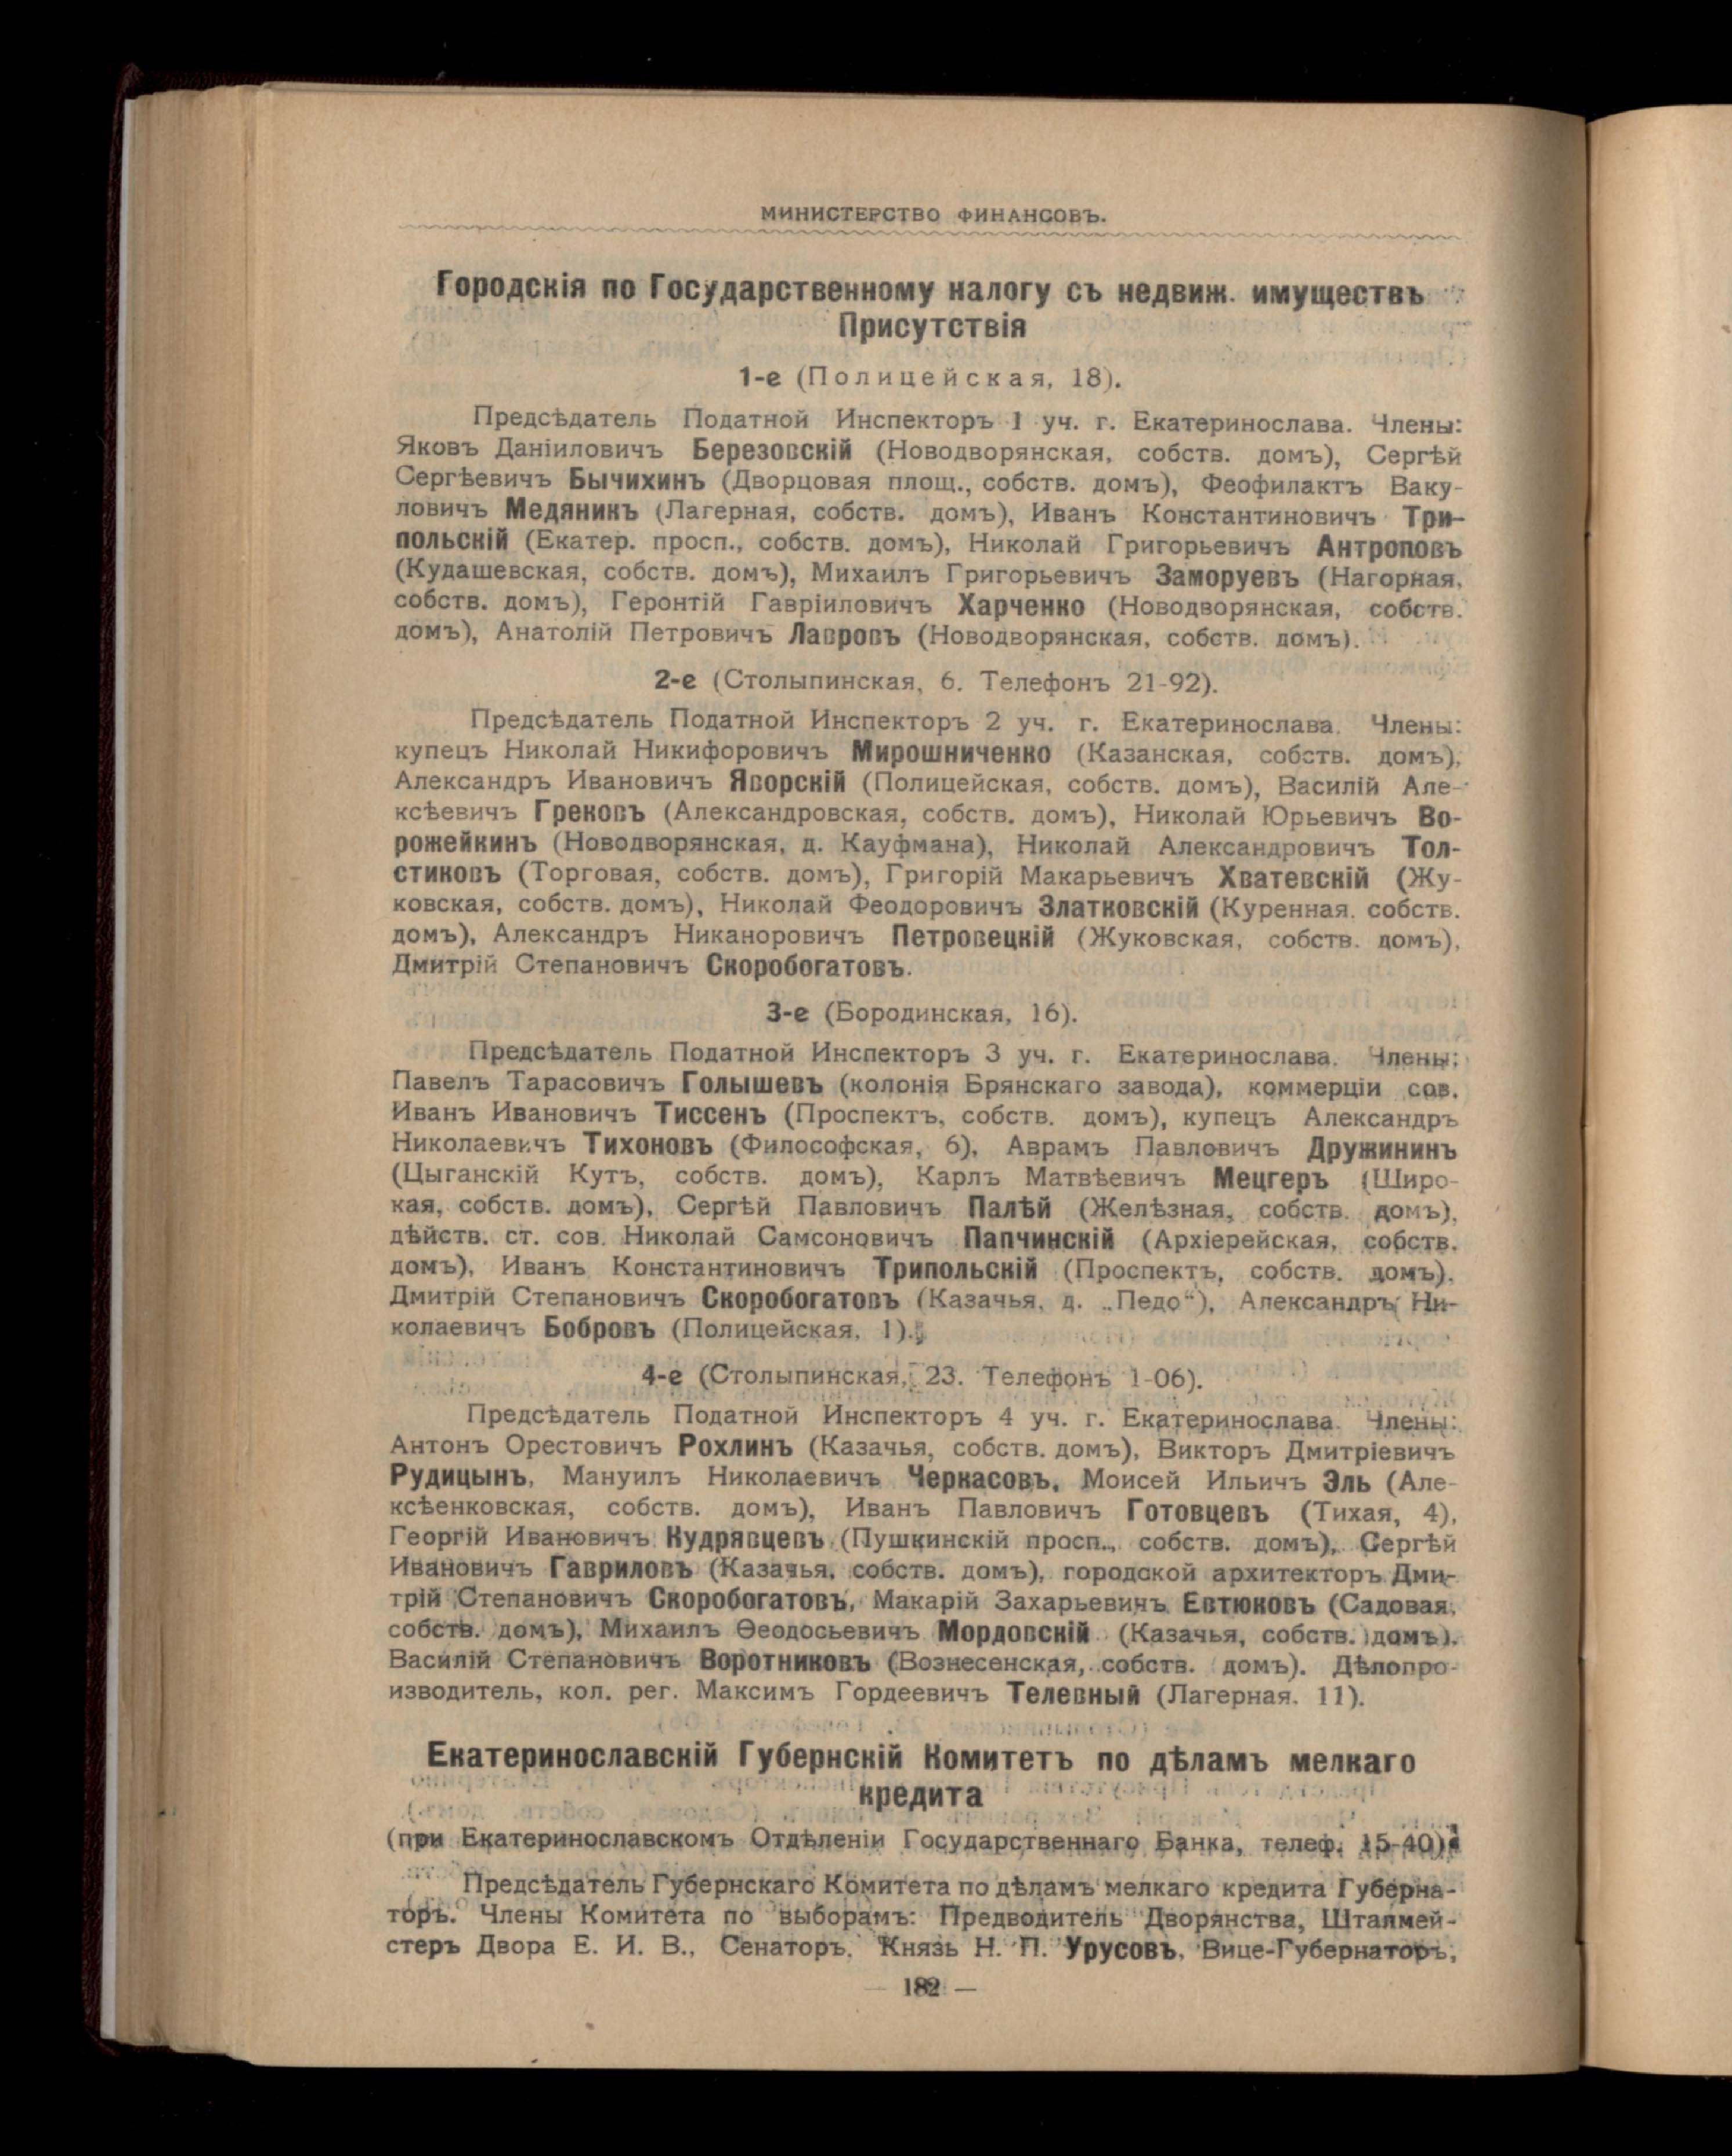 МИНИСТЕРСТВО ФИНАНСОВЪ.
Городскія по Государственному налогу съ недвиж. имуществъ
Присутствія
1-е (Полицейская, 18).
Предсѣдатель Податной Инспекторъ 1 уч. г. Екатеринослава. Члены:
Яковъ Даніиловичъ Березовскій (Новодворянская, собств. домъ), Сергѣй
Сергѣевичъ Бычихинъ (Дворцовая площ., собств. домъ), Феофилактъ Ваку-
ловичъ Медяникъ (Лагерная, собств. домъ), Иванъ Константиновичъ Три-
польскій (Екатер. просп., собств. домъ), Николай Григорьевичъ Антроповъ
(Кудашевская, собств. домъ), Михаилъ Григорьевичъ Заморуевъ (Нагорная,
собств. домъ), Геронтій Гавріиловичъ Харченко (Новодворянская, собств.
домъ), Анатолій Петровичъ Лавровъ (Новодворянская, собств. домъ).
2-е (Столыпинская, 6. Телефонъ 21-92).
Предсѣдатель Податной Инспекторъ 2 уч. г. Екатеринослава. Члены:
купецъ Николай Никифоровичъ Мирошниченко (Казанская, собств. домъ),
Александръ Ивановичъ Яворскій (Полицейская, собств. домъ), Василій Але-
ксѣевичъ Грековъ (Александровская, собств. домъ), Николай Юрьевичъ Во-
рожейкинъ (Новодворянская, д. Кауфмана), Николай Александровичъ Тол-
стиковъ (Торговая, собств. домъ), Григорій Макарьевичъ Хватевскій (Жу-
ковская, собств. домъ), Николай Феодоровичъ Златковскій (Куренная, собств.
домъ), Александръ Никаноровичъ Петровецкій (Жуковская, собств. домъ),
Дмитрій Степановичъ Скоробогатовъ.
3-е (Бородинская, 16).
Предсѣдатель Податной Инспекторъ 3 уч. г. Екатеринослава. Члены:
Павелъ Тарасовичъ Голышевъ (колонія Брянскаго завода), коммерціи сов.
Иванъ Ивановичъ Тиссенъ (Проспектъ, собств. домъ), купецъ Александръ
Николаевичъ Тихоновъ (Философская, 6), Аврамъ Павловичъ Дружининъ
(Цыганскій Кутъ, собств. домъ), Карлъ Матвѣевичъ Мецгеръ (Широ-
кая, собств. домъ), Сергѣй Павловичъ Палѣй (Желѣзная, собств. домъ),
дѣйств. ст. сов. Николай Самсоновичъ Папчинскій (Архіерейская, собств.
домъ), Иванъ Константиновичъ Трипольскій (Проспектъ, собств. домъ),
Дмитрій Степановичъ Скоробогатовъ (Казачья, д. „Педо“), Александръ Ни-
колаевичъ Бобровъ (Полицейская, 1).
4-е (Столыпинская, 23. Телефонъ 1-06).
Предсѣдатель Податной Инспекторъ 4 уч. г. Екатеринослава. Члены:
Антонъ Орестовичъ Рохлинъ (Казачья, собств. домъ), Викторъ Дмитріевичъ
Рудицынъ, Мануилъ Николаевичъ Черкасовъ, Моисей Ильичъ Эль (Але-
ксѣенковская, собств. домъ), Иванъ Павловичъ Готовцевъ (Тихая, 4),
Георгій Ивановичъ Кудрявцевъ (Пушкинскій просп., собств. домъ), Сергѣй
Ивановичъ Гавриловъ (Казачья, собств. домъ), городской архитекторъ Дми-
трій Степановичъ Скоробогатовъ, Макарій Захарьевичъ Евтюковъ (Садовая,
собств. домъ), Михаилъ Ѳеодосьевичъ Мордовскій (Казачья, собств. домъ).
Василій Степановичъ Воротниковъ (Вознесенская, собств. домъ). Дѣлопро-
изводитель, кол. рег. Максимъ Гордеевичъ Телевный (Лагерная, 11).
Екатеринославскій Губернскій Комитетъ по дѣламъ мелкаго
кредита
(при Екатеринославскомъ Отдѣленіи Государственнаго Банка, телеф. 15-40)
Предсѣдатель Губернскаго Комитета по дѣламъ мелкаго кредита Губерна-
торъ. Члены Комитета по выборамъ: Предводитель Дворянства, Шталмей-
стеръ Двора Е. И. В., Сенаторъ, Князь Н. П. Урусовъ, Вице-Губернаторъ,
— 182 —